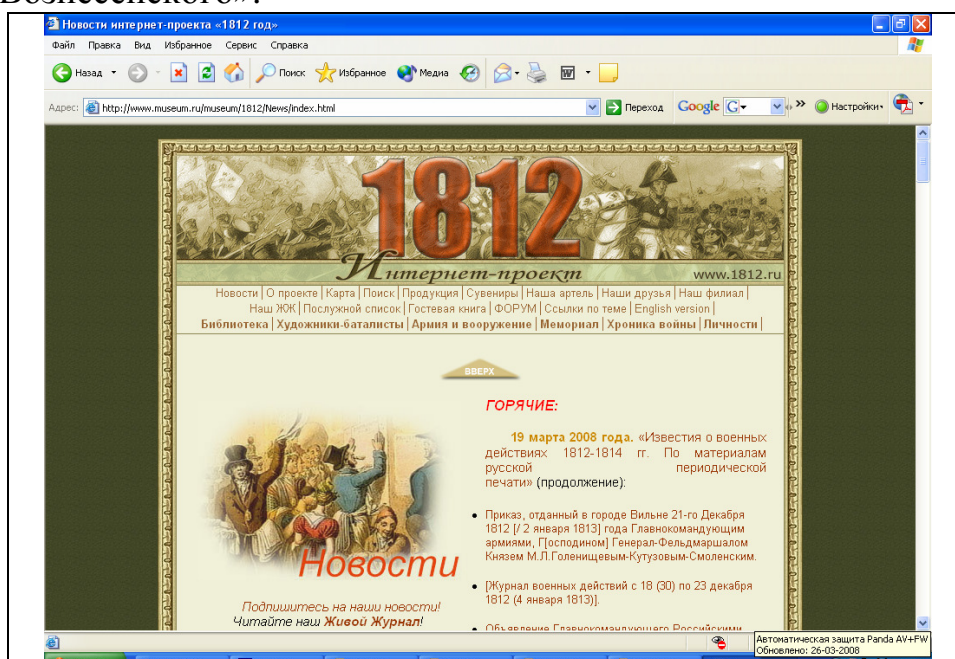 Новости интернет-проекта «1812 год»
Файл Правка Вид Избранное Сервис Справка
Назад Поиск Избранное Медиа
Адрес: http://www.museum.ru/museum/1812/News/index.html Переход Google G Настройки
1812
Интернет-проект
www.1812.ru
Новости| О проекте| Карта| Поиск| Продукция| Сувениры| Наша артель| Наши друзья| Наш филиал|
Наш ЖЖ| Послужной список| Гостевая книга| ФОРУМ| Ссылки по теме| English version|
Библиотека| Художники-баталисты| Армия и вооружение| Мемориал| Хроника войны| Личности|
ВВЕРХ
ГОРЯЧИЕ:
19 марта 2008 года. «Известия о военных
действиях 1812-1814 гг. По материалам
русской периодической
печати» (продолжение):
• Приказ, отданный в городе Вильне 21-го Декабря
1812 [/ 2 января 1813] года Главнокомандующим
армиями, Г[осподином] Генерал-Фельдмаршалом
Князем М.Л.Голенищевым-Кутузовым-Смоленским.
• [Журнал военных действий с 18 (30) по 23 декабря
1812 (4 января 1813)].
• Объявление Главнокомандующего Российскими
Новости
Подпишитесь на наши новости!
Читайте наш Живой Журнал!
Автоматическая защита Panda AV+FW
Обновлено: 26-03-2008